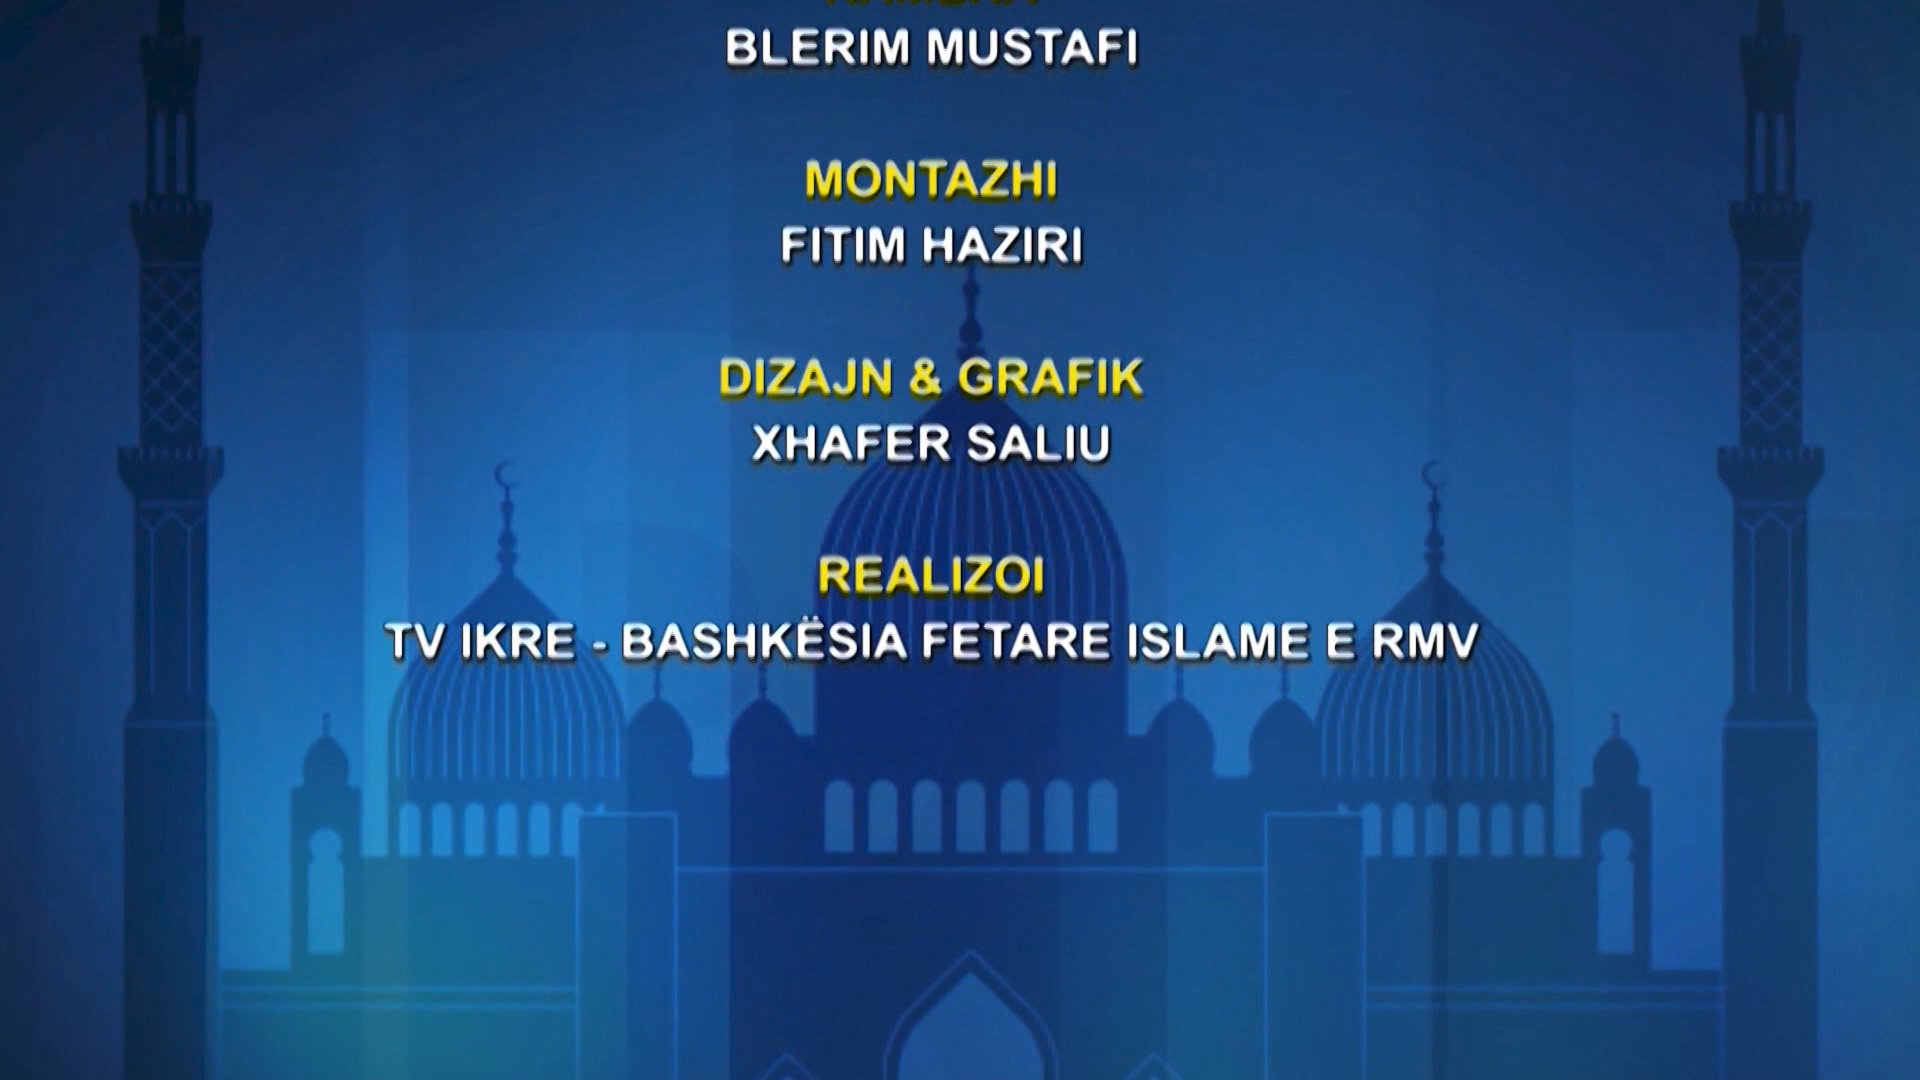 BLERIM MUSTAFI
MONTAZHI
FITIM HAZIRI
DIZAJN & GRAFIK
XHAFER SALIU
REALIZOI
TV IKRE - BASHKËSIA FETARE ISLAME E RMV